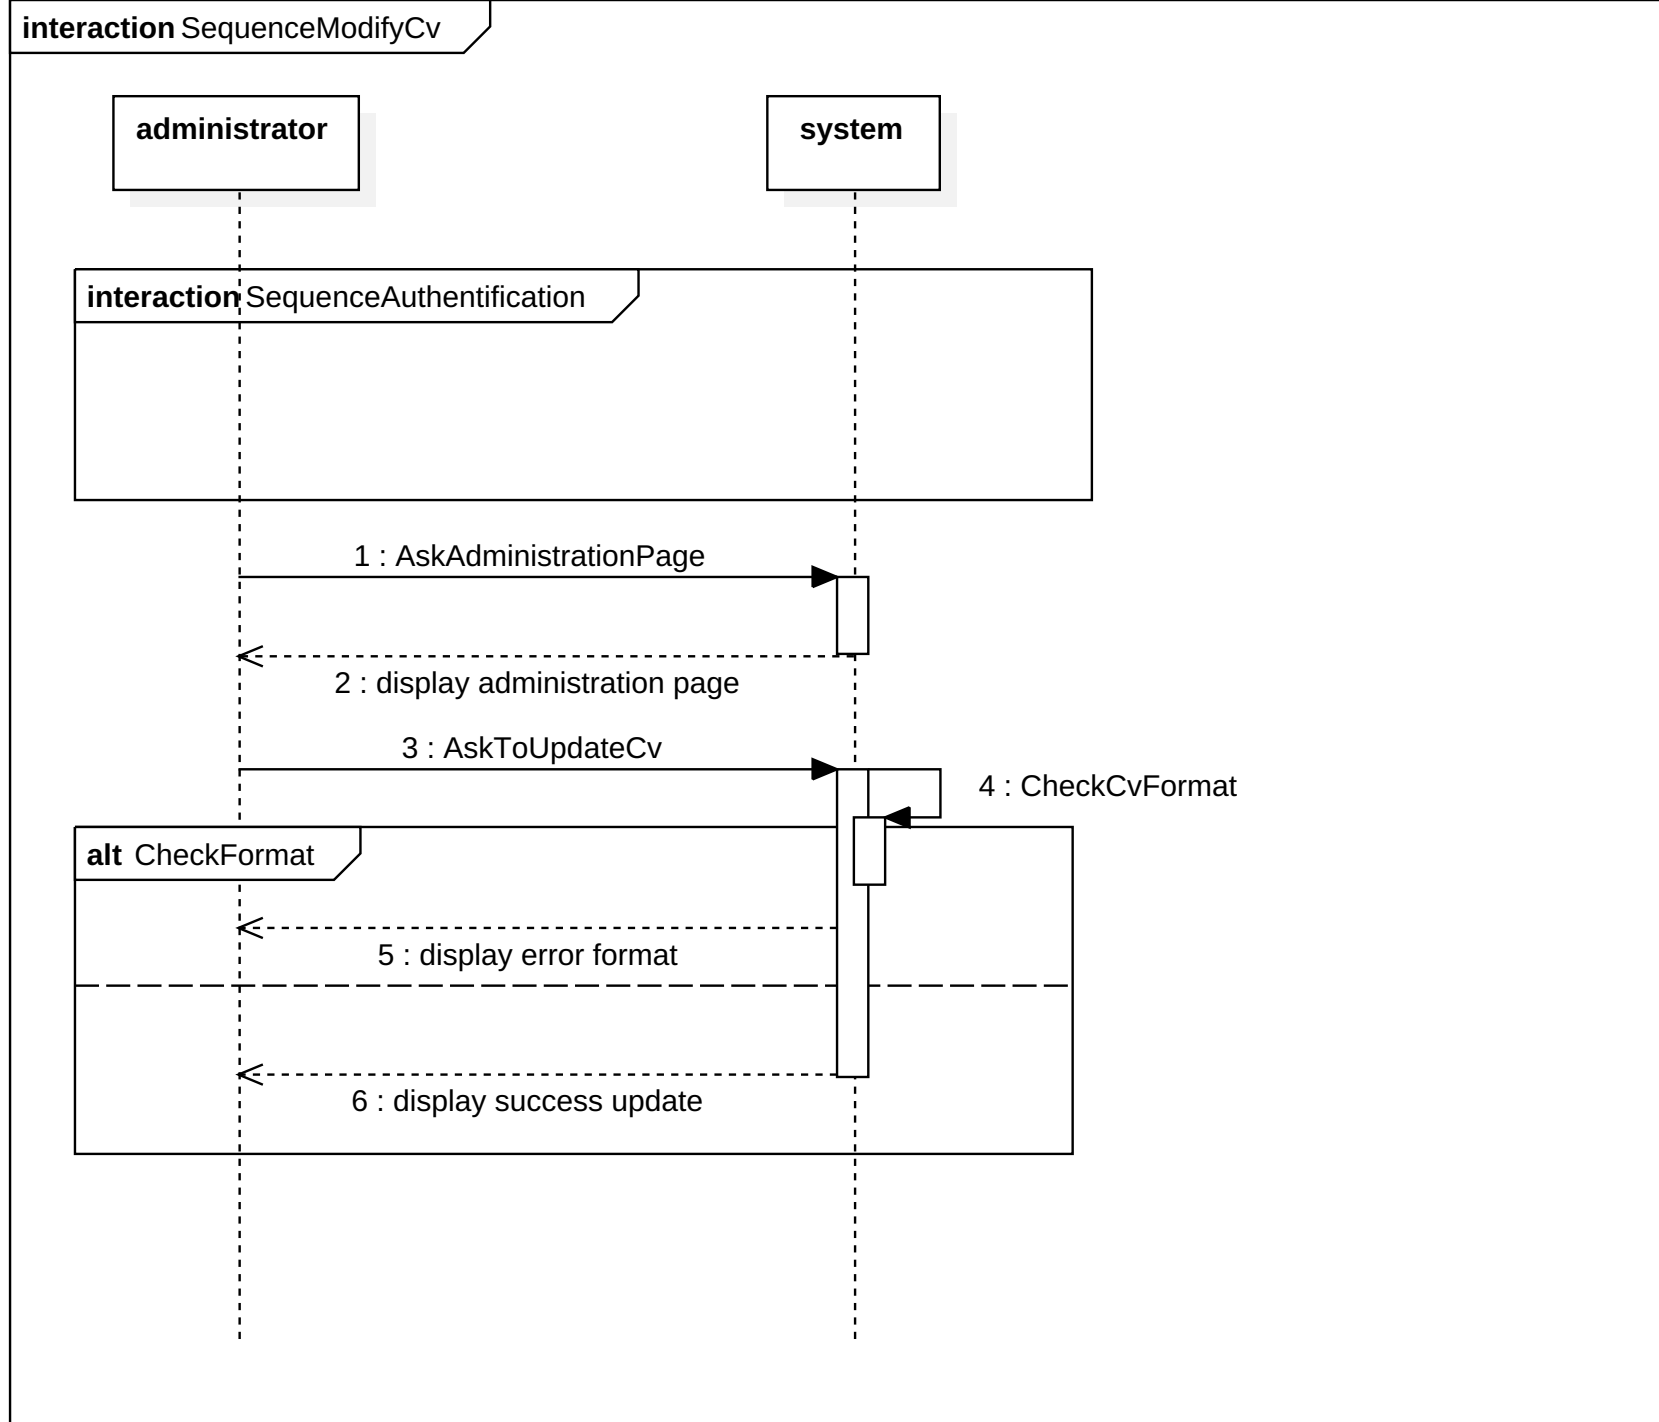 interaction SequenceModifyCv
administrator
system
interaction SequenceAuthentification
1 : AskAdministrationPage
2 : display administration page
3 : AskToUpdateCv
4 : CheckCvFormat
alt CheckFormat
5 : display error format
6 : display success update